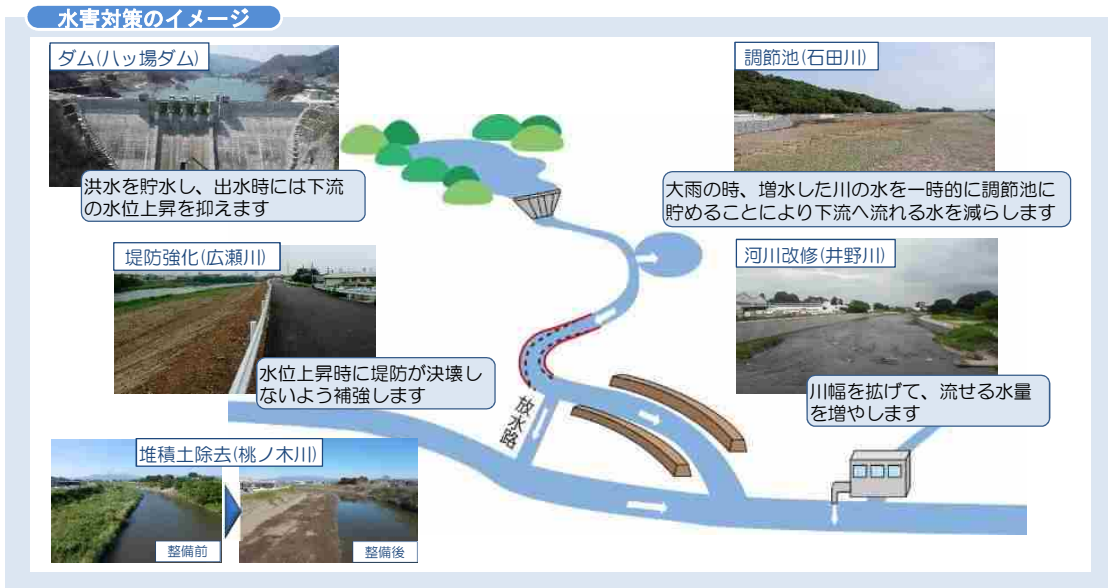 水害対策のイメージ
ダム(八ッ場ダム)
洪水を貯水し、出水時には下流
の水位上昇を抑えます
調節池(石田川)
大雨の時、増水した川の水を一時的に調節池に
貯めることにより下流へ流れる水を減らします
堤防強化(広瀬川)
水位上昇時に堤防が決壊し
ないよう補強します
河川改修(井野川)
川幅を拡げて、流せる水量
を増やします
放水路
堆積土除去(桃ノ木川)
整備前
整備後